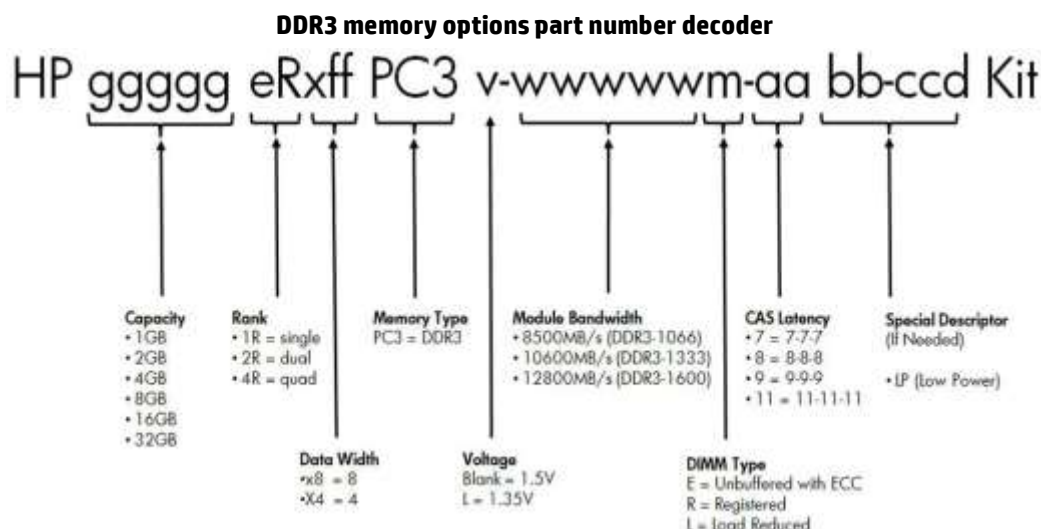 DDR3 memory options part number decoder
HP ggggg eRxff PC3 v-wwwwwm-aa bb-ccd Kit
Capacity
• 1GB
• 2GB
• 4GB
• 8GB
• 16GB
• 32GB
Rank
• 1R = single
• 2R = dual
• 4R = quad
Memory Type
PC3 = DDR3
Module Bandwidth
• 8500MB/s (DDR3-1066)
• 10600MB/s (DDR3-1333)
• 12800MB/s (DDR3-1600)
CAS Latency
• 7 = 7-7-7
• 8 = 8-8-8
• 9 = 9-9-9
• 11 = 11-11-11
Special Descriptor
(If Needed)
• LP (Low Power)
Data Width
•x8 = 8
•X4 = 4
Voltage
Blank = 1.5V
L = 1.35V
DIMM Type
E = Unbuffered with ECC
R = Registered
L = Load Reduced